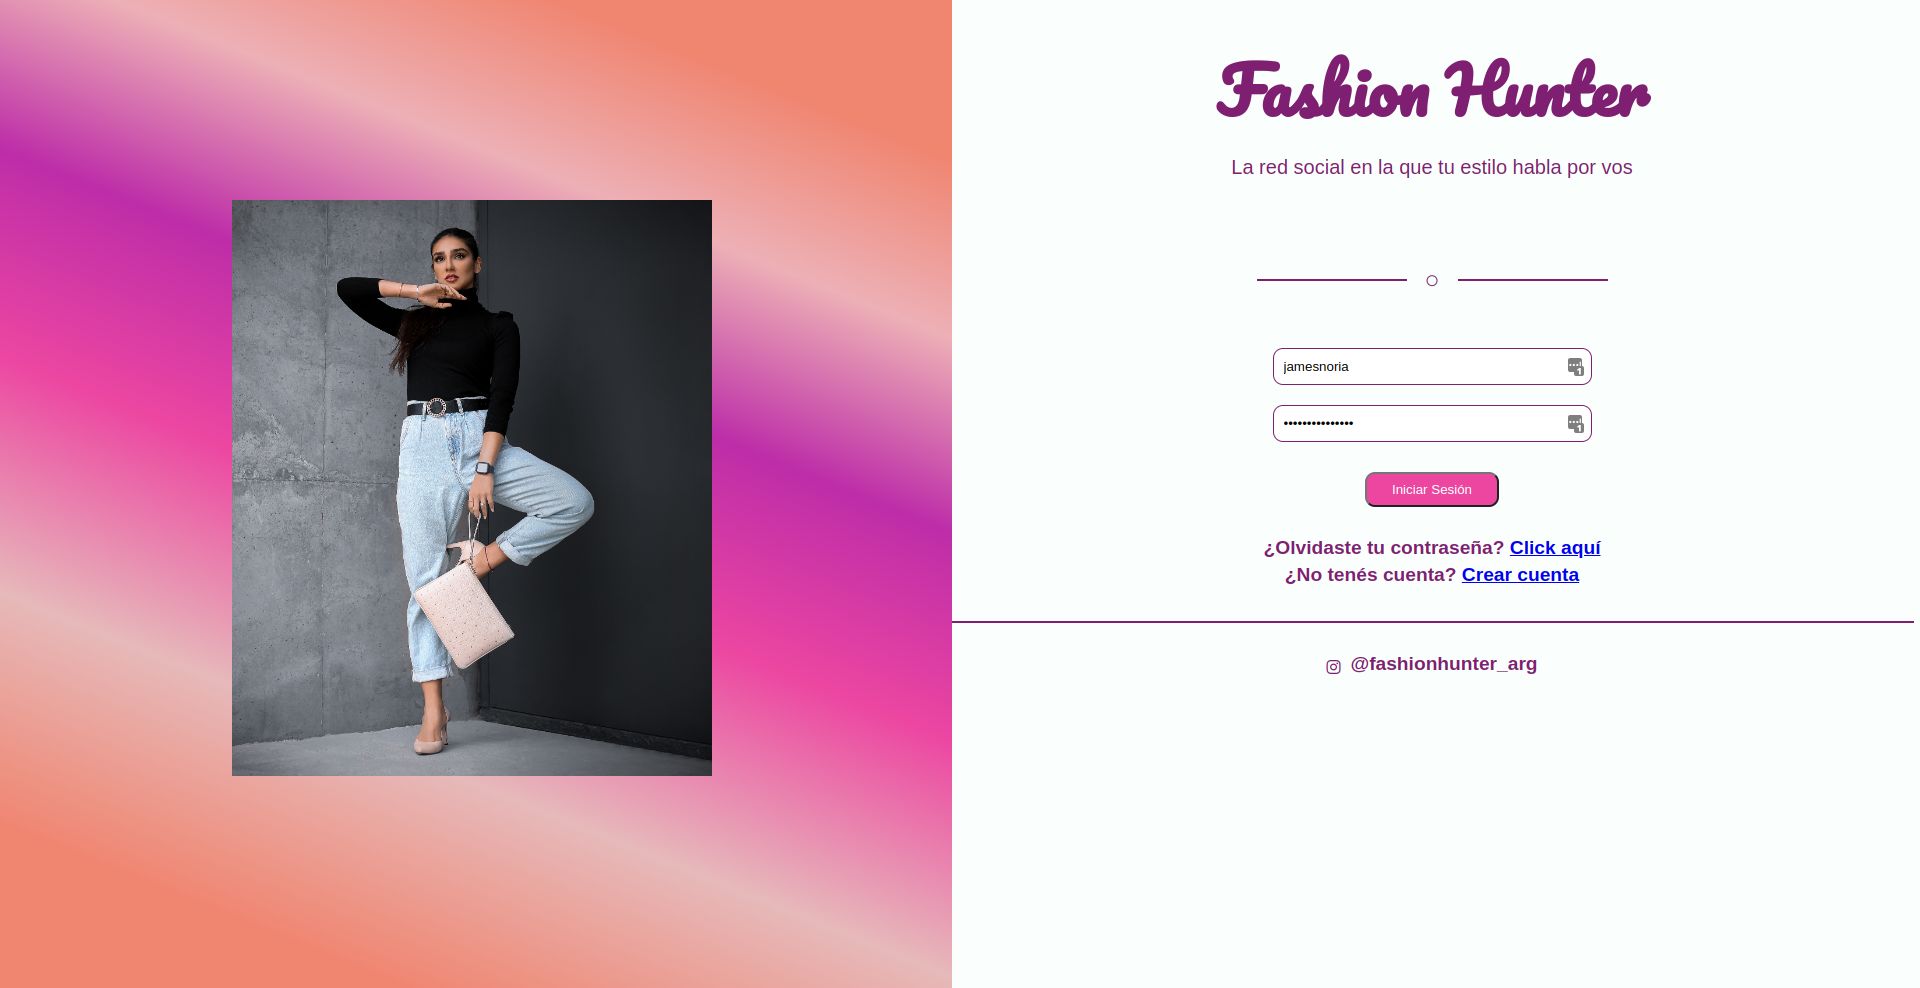 Fashion Hunter
La red social en la que tu estilo habla por vos
jamesnoria
•••••••••••••••
Iniciar Sesión
¿Olvidaste tu contraseña? Click aquí
¿No tenés cuenta? Crear cuenta
@fashionhunter_arg